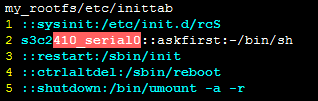 my_rootfs/etc/inittab
1 ::sysinit:/etc/init.d/rcS
2 s3c2410_serial0::askfirst:-/bin/sh
3 ::restart:/sbin/init
4 ::ctrlaltdel:/sbin/reboot
5 ::shutdown:/bin/umount -a -r